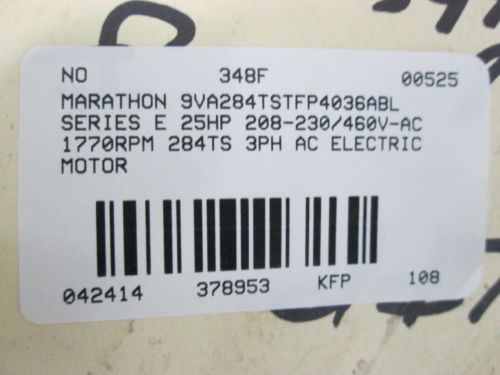 NO 348F 00525
MARATHON 9VA284TSTFP4036ABL
SERIES E 25HP 208-230/460V-AC
1770RPM 284TS 3PH AC ELECTRIC
MOTOR
042414 378953 KFP 108